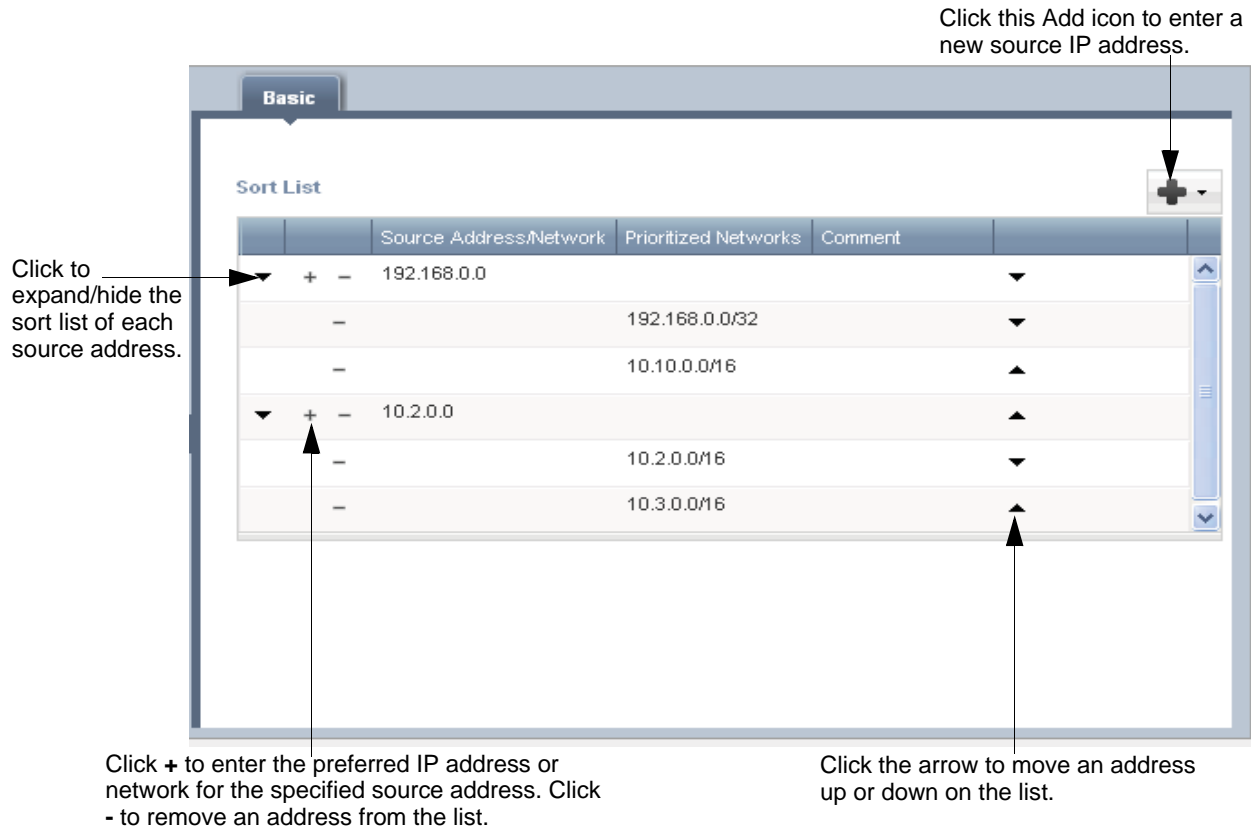 Click this Add icon to enter a
new source IP address.
Basic
Sort List
Source Address/Network Prioritized Networks Comment
Click to
expand/hide the
sort list of each
source address.
+ – 192.168.0.0
– 192.168.0.0/32
– 10.10.0.0/16
+ – 10.2.0.0
– 10.2.0.0/16
– 10.3.0.0/16
Click + to enter the preferred IP address or
network for the specified source address. Click
- to remove an address from the list.
Click the arrow to move an address
up or down on the list.